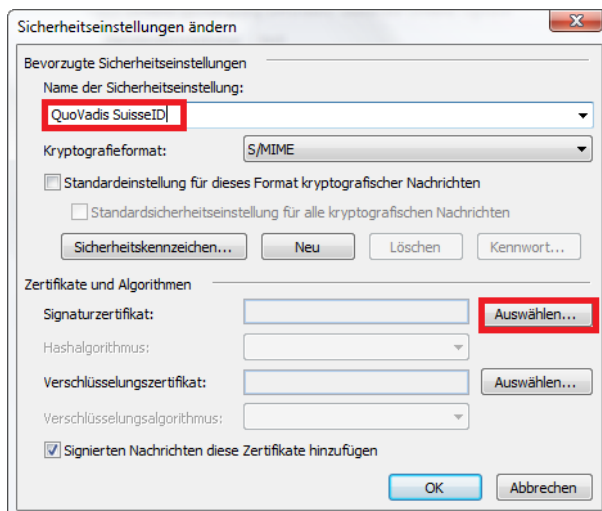 Sicherheitseinstellungen ändern
Bevorzugte Sicherheitseinstellungen
Name der Sicherheitseinstellung:
QuoVadis SuisseID
Kryptografieformat: S/MIME
Standardeinstellung für dieses Format kryptografischer Nachrichten
Standardsicherheitseinstellung für alle kryptografischen Nachrichten
Sicherheitskennzeichen... Neu Löschen Kennwort...
Zertifikate und Algorithmen
Signaturzertifikat: Auswählen...
Hashalgorithmus:
Verschlüsselungszertifikat: Auswählen...
Verschlüsselungsalgorithmus:
Signierten Nachrichten diese Zertifikate hinzufügen
OK Abbrechen